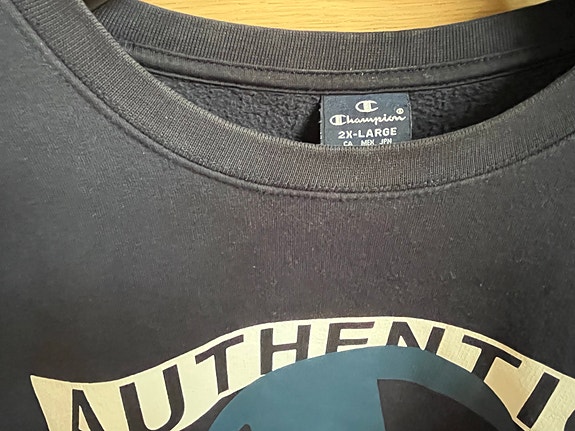 Champion®
2X-LARGE
CA MEX JPN
AUTHENTIC